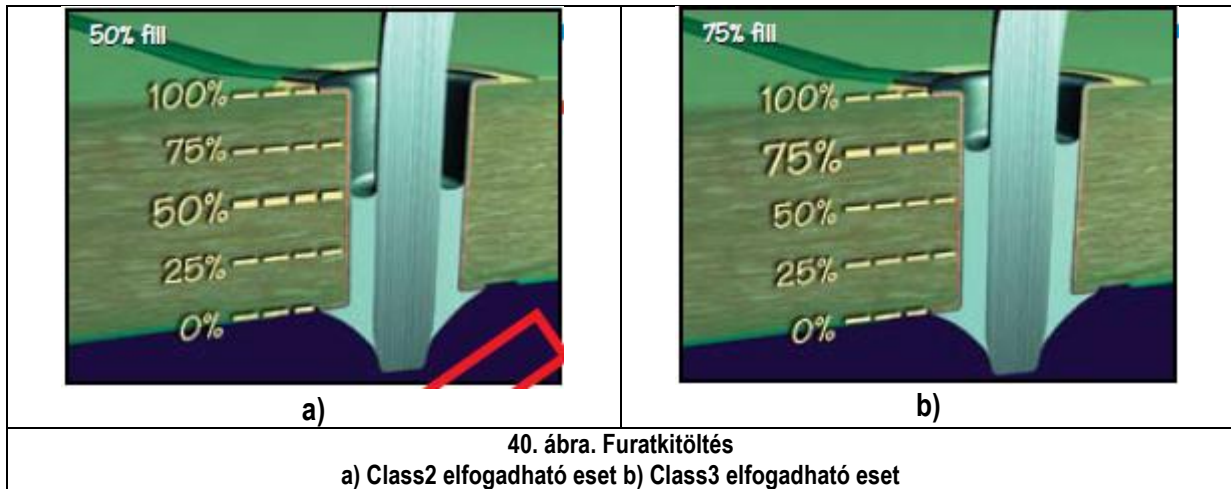 50% fill
100%
75%
50%
25%
0%
a)
75% fill
100%
75%
50%
25%
0%
b)
40. ábra. Furatkitöltés
a) Class2 elfogadható eset b) Class3 elfogadható eset